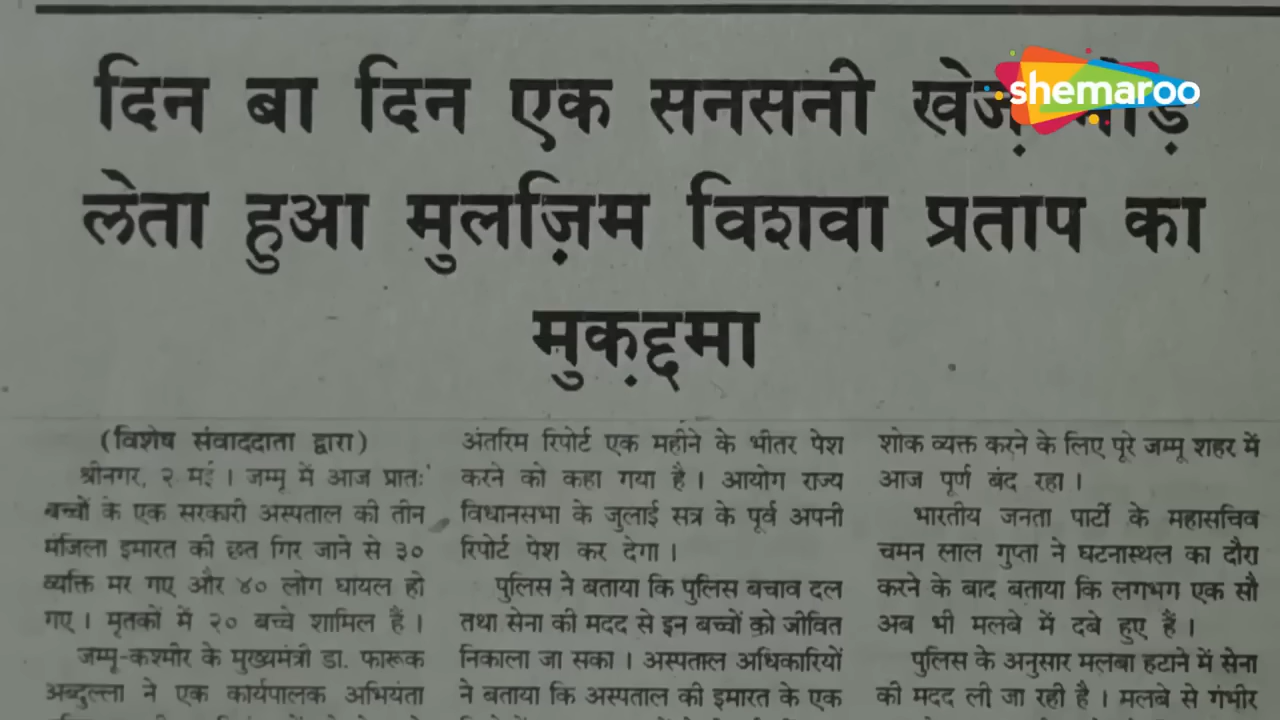 shemaroo
दिन बा दिन एक सनसनी खेज़
लेता हुआ मुलज़िम विशवा प्रताप का
मुक़द्दमा
(विशेष संवाददाता द्वारा)
श्रीनगर, २ मई । जम्मू में आज प्रातः
बच्चों के एक सरकारी अस्पताल की तीन
मंजिला इमारत की छत गिर जाने से ३०
व्यक्ति मर गए और ४० लोग घायल हो
गए । मृतकों में २० बच्चे शामिल हैं ।
जम्मू-कश्मीर के मुख्यमंत्री डा. फारूक
अब्दुल्ला ने एक कार्यपालक अभियंता
अंतरिम रिपोर्ट एक महीने के भीतर पेश
करने को कहा गया है । आयोग राज्य
विधानसभा के जुलाई सत्र के पूर्व अपनी
रिपोर्ट पेश कर देगा ।
पुलिस ने बताया कि पुलिस बचाव दल
तथा सेना की मदद से इन बच्चों को जीवित
निकाला जा सका । अस्पताल अधिकारियों
ने बताया कि अस्पताल की इमारत के एक
शोक व्यक्त करने के लिए पूरे जम्मू शहर में
आज पूर्ण बंद रहा ।
भारतीय जनता पार्टी के महासचिव
चमन लाल गुप्ता ने घटनास्थल का दौरा
करने के बाद बताया कि लगभग एक सौ
अब भी मलबे में दबे हुए हैं ।
पुलिस के अनुसार मलबा हटाने में सेना
की मदद ली जा रही है । मलबे से गंभीर